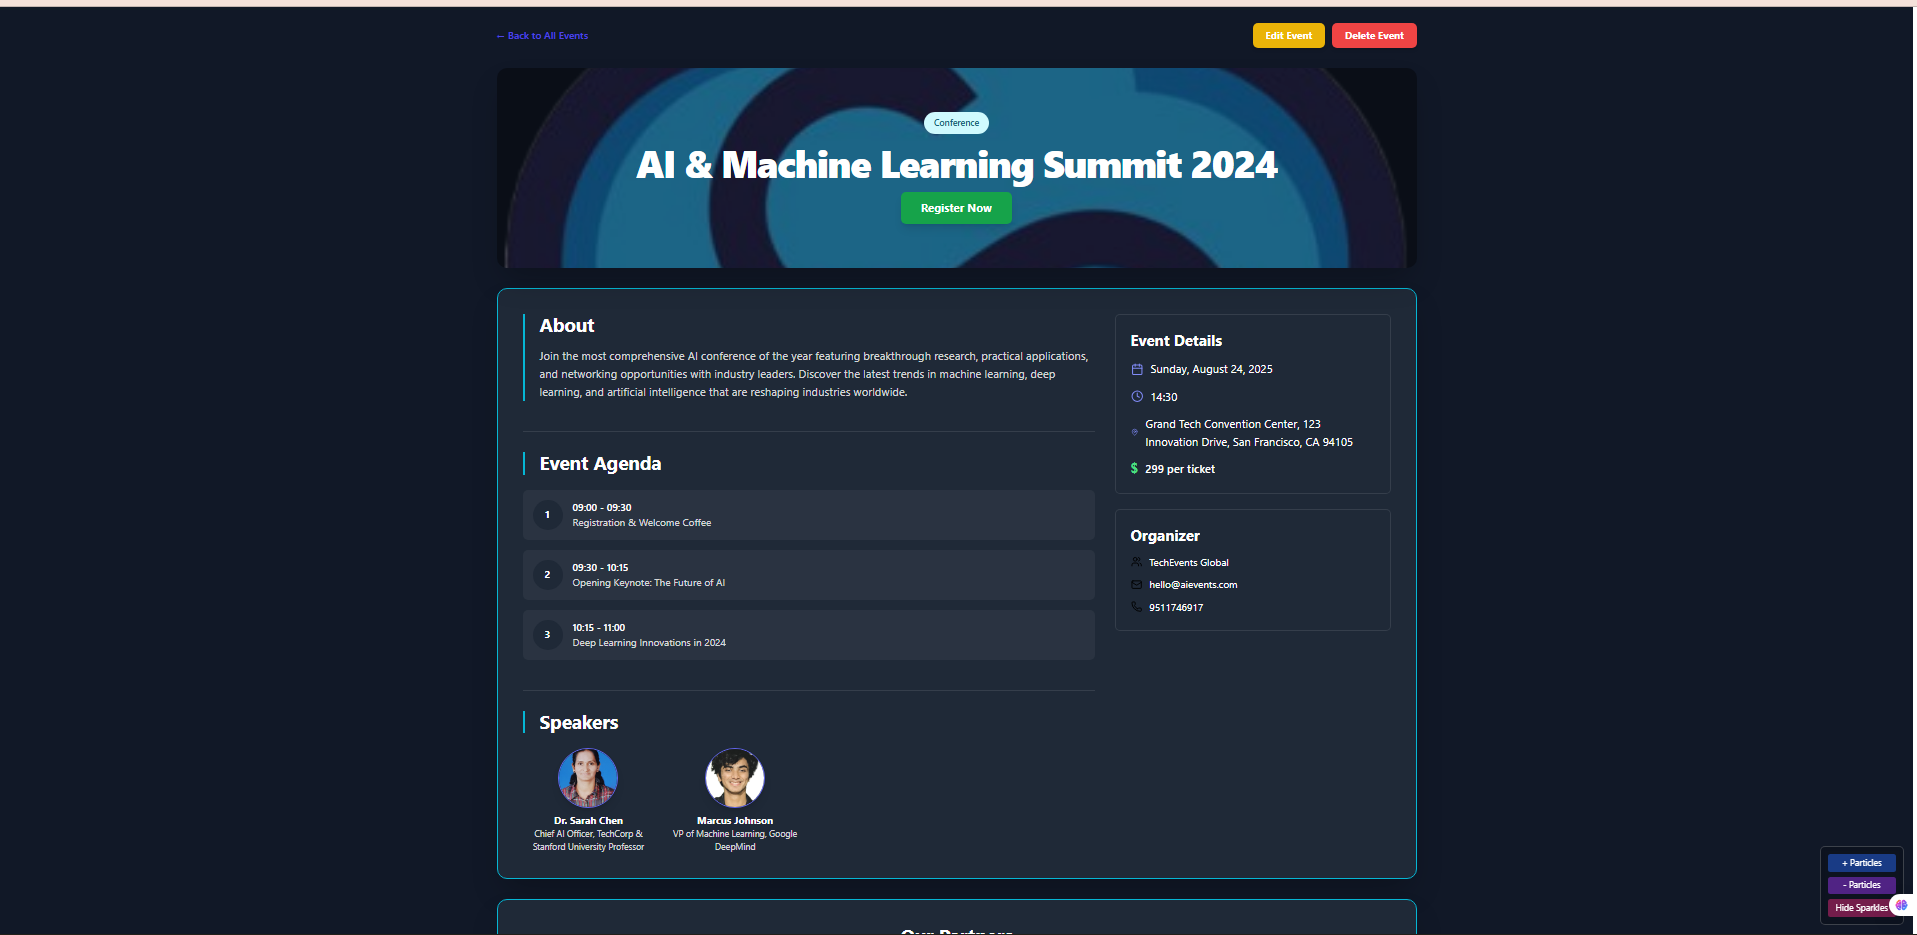 ← Back to All Events
Edit Event
Delete Event
Conference
AI & Machine Learning Summit 2024
Register Now
About
Join the most comprehensive AI conference of the year featuring breakthrough research, practical applications,
and networking opportunities with industry leaders. Discover the latest trends in machine learning, deep
learning, and artificial intelligence that are reshaping industries worldwide.
Event Agenda
1
09:00 - 09:30
Registration & Welcome Coffee
2
09:30 - 10:15
Opening Keynote: The Future of AI
3
10:15 - 11:00
Deep Learning Innovations in 2024
Speakers
Dr. Sarah Chen
Chief AI Officer, TechCorp &
Stanford University Professor
Marcus Johnson
VP of Machine Learning, Google
DeepMind
Event Details
Sunday, August 24, 2025
14:30
Grand Tech Convention Center, 123
Innovation Drive, San Francisco, CA 94105
$ 299 per ticket
Organizer
TechEvents Global
hello@aievents.com
9511746917
+ Particles
- Particles
Hide Sparkles
Our Partners